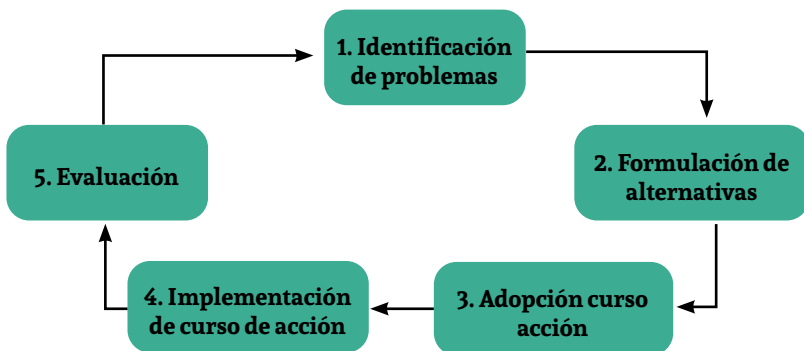 1. Identificación
de problemas
2. Formulación de
alternativas
3. Adopción curso
acción
4. Implementación
de curso de acción
5. Evaluación